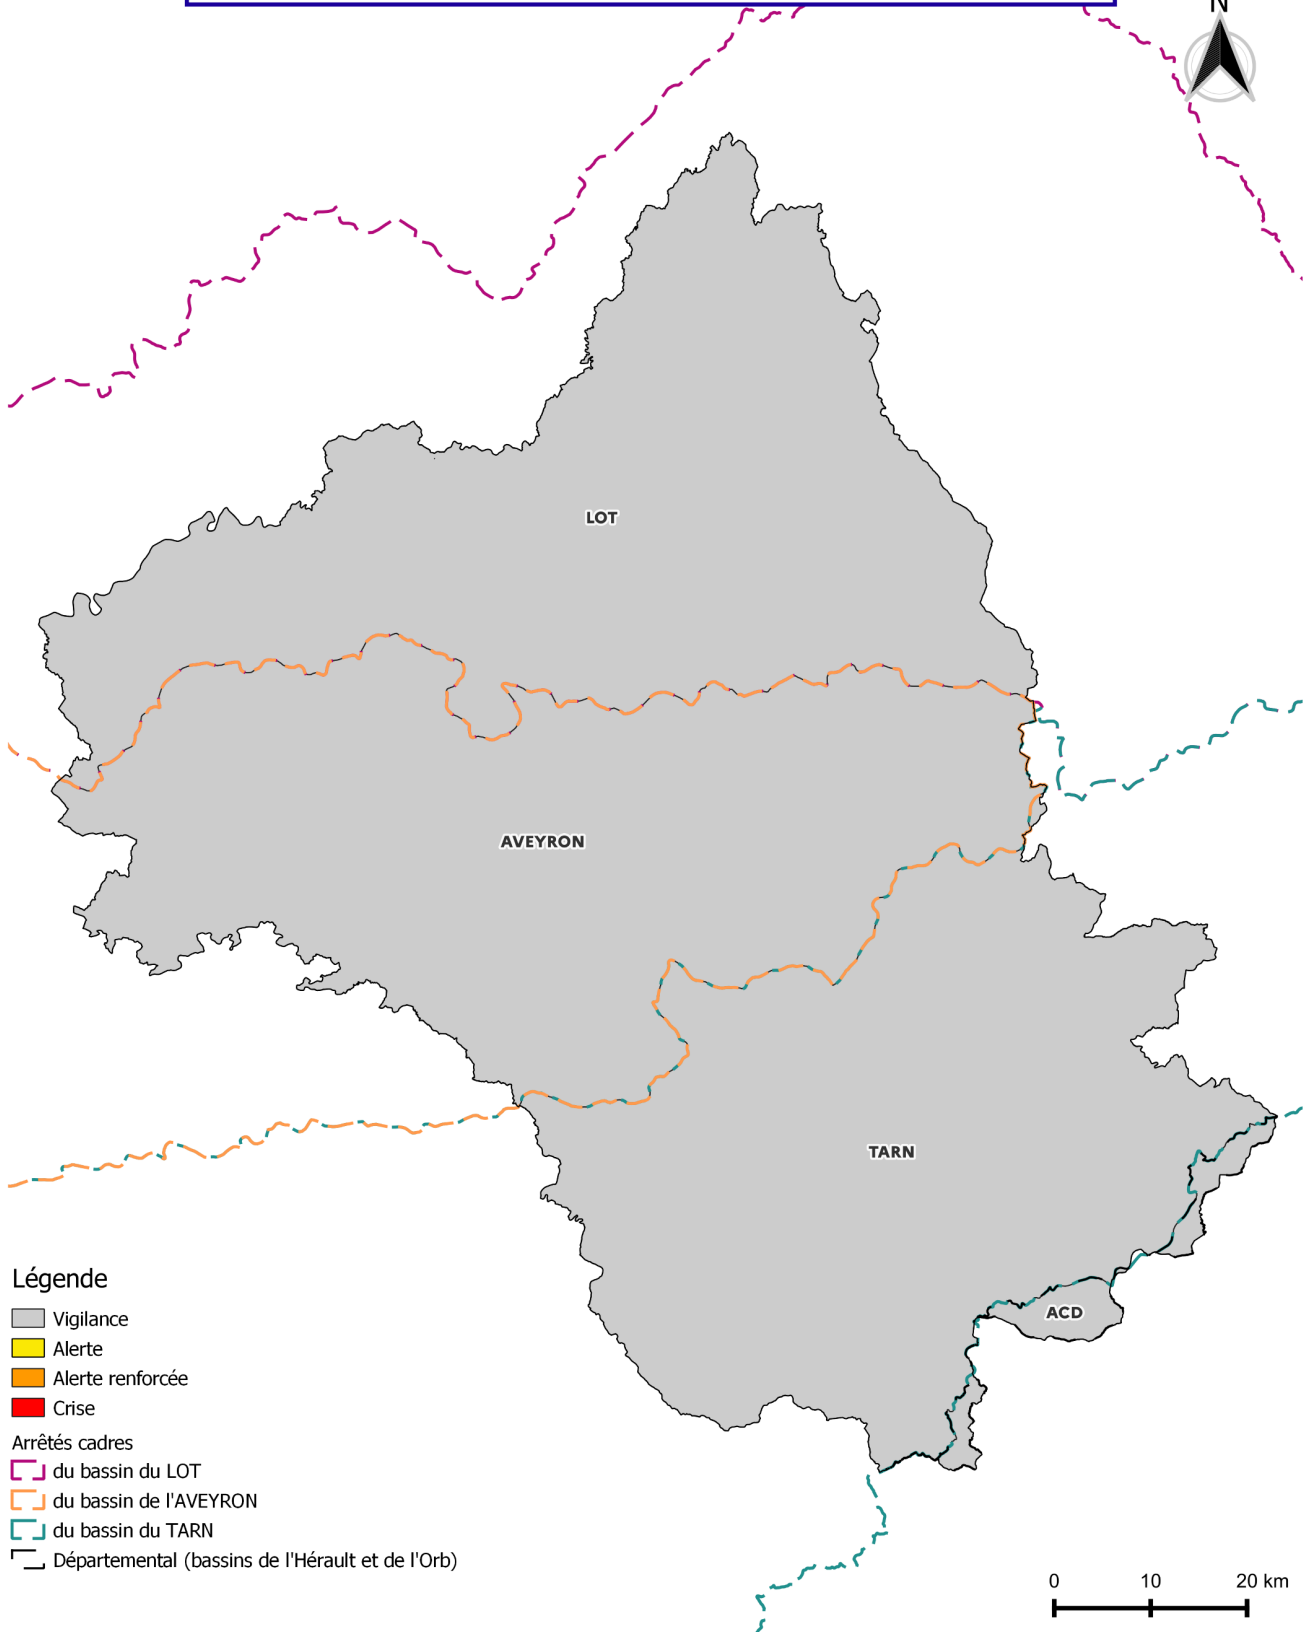 N
LOT
AVEYRON
TARN
ACD
Légende
Vigilance
Alerte
Alerte renforcée
Crise
Arrêtés cadres
du bassin du LOT
du bassin de l'AVEYRON
du bassin du TARN
Départemental (bassins de l'Hérault et de l'Orb)
0 10 20 km